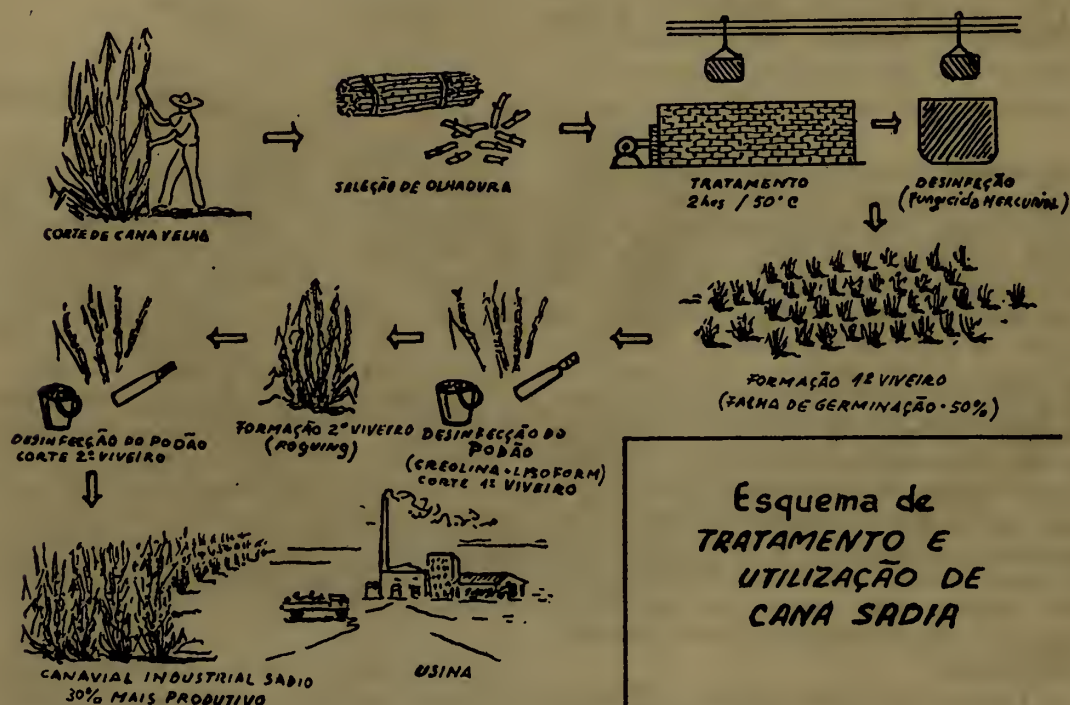 CORTE DE CANA VELHA
SELEÇÃO DE OLHADURA
TRATAMENTO
2hos / 50°C
DESINFEÇÃO
(Fungicida MERCURIAL)
FORMAÇÃO 1º VIVEIRO
(FALHA DE GERMINAÇÃO - 50%)
DESINFECÇÃO DO
PODÃO
(CREOLINA - LISOFORM)
CORTE 1º VIVEIRO
FORMAÇÃO 2º VIVEIRO
(ROGUING)
DESINFECÇÃO DO PODÃO
CORTE 2º VIVEIRO
CANAVIAL INDUSTRIAL SADIO
30% MAIS PRODUTIVO
USINA
Esquema de
TRATAMENTO E
UTILIZAÇÃO DE
CANA SADIA